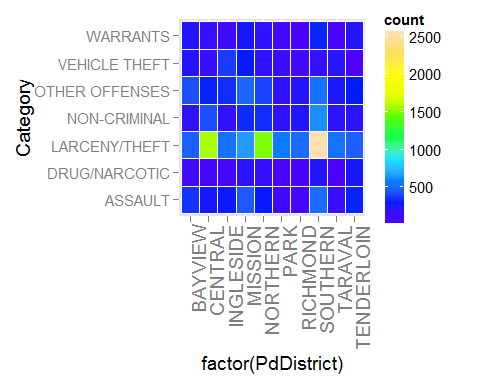 count
2500
2000
1500
1000
500
Category
WARRANTS
VEHICLE THEFT
OTHER OFFENSES
NON-CRIMINAL
LARCENY/THEFT
DRUG/NARCOTIC
ASSAULT
BAYVIEW
CENTRAL
INGLESIDE
MISSION
NORTHERN
PARK
RICHMOND
SOUTHERN
TARAVAL
TENDERLOIN
factor(PdDistrict)